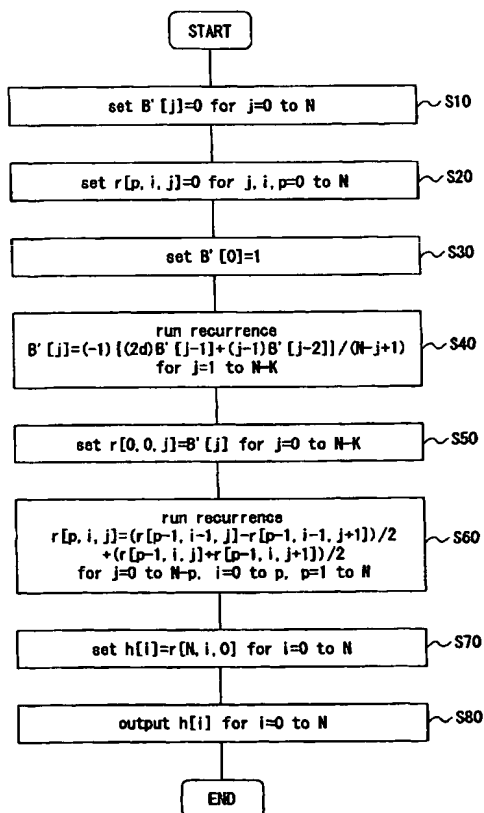 START
set B'[j]=0 for j=0 to N
S10
set r[p,i,j]=0 for j,i,p=0 to N
S20
set B'[0]=1
S30
run recurrence
B'[j]=(-1){(2d)B'[j-1]+(j-1)B'[j-2]]/(N-j+1)
for j=1 to N-K
S40
set r[0,0,j]=B'[j] for j=0 to N-K
S50
run recurrence
r[p,i,j]=(r[p-1,i-1,j]-r[p-1,i-1,j+1])/2
+(r[p-1,i,j]+r[p-1,i,j+1])/2
for j=0 to N-p, i=0 to p, p=1 to N
S60
set h[i]=r[N,i,0] for i=0 to N
S70
output h[i] for i=0 to N
S80
END